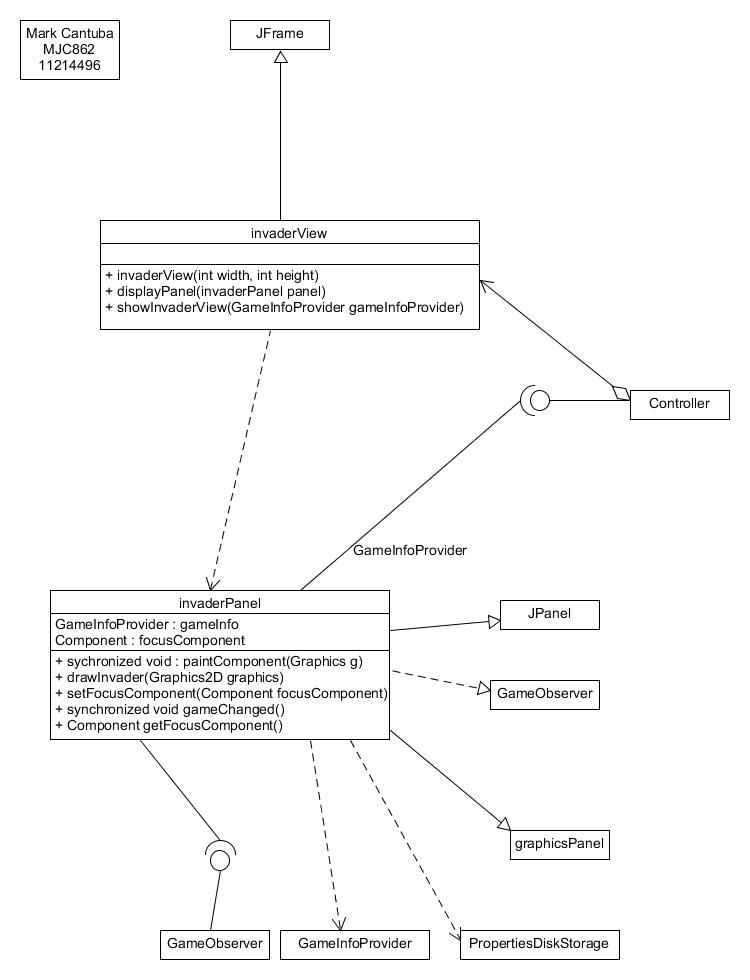 Mark Cantuba
MJC862
11214496
JFrame
invaderView
+ invaderView(int width, int height)
+ displayPanel(invaderPanel panel)
+ showInvaderView(GameInfoProvider gameInfoProvider)
Controller
GameInfoProvider
invaderPanel
GameInfoProvider : gameInfo
Component : focusComponent
+ sychronized void : paintComponent(Graphics g)
+ drawInvader(Graphics2D graphics)
+ setFocusComponent(Component focusComponent)
+ synchronized void gameChanged()
+ Component getFocusComponent()
JPanel
GameObserver
graphicsPanel
GameObserver
GameInfoProvider
PropertiesDiskStorage